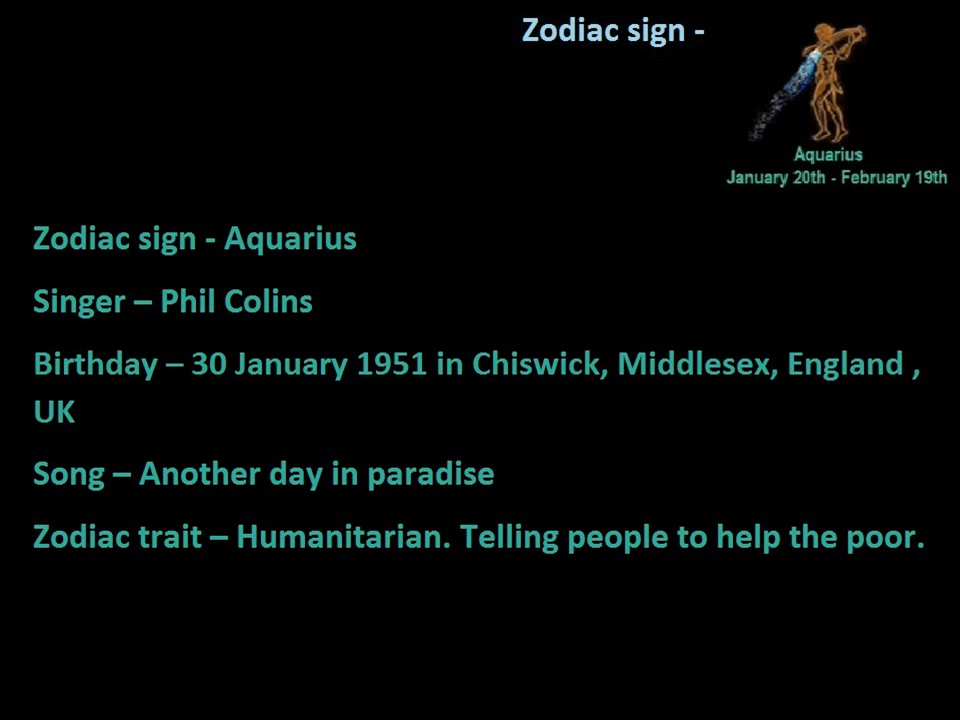 Zodiac sign -
Aquarius
January 20th - February 19th
Zodiac sign - Aquarius
Singer – Phil Colins
Birthday – 30 January 1951 in Chiswick, Middlesex, England ,
UK
Song – Another day in paradise
Zodiac trait – Humanitarian. Telling people to help the poor.